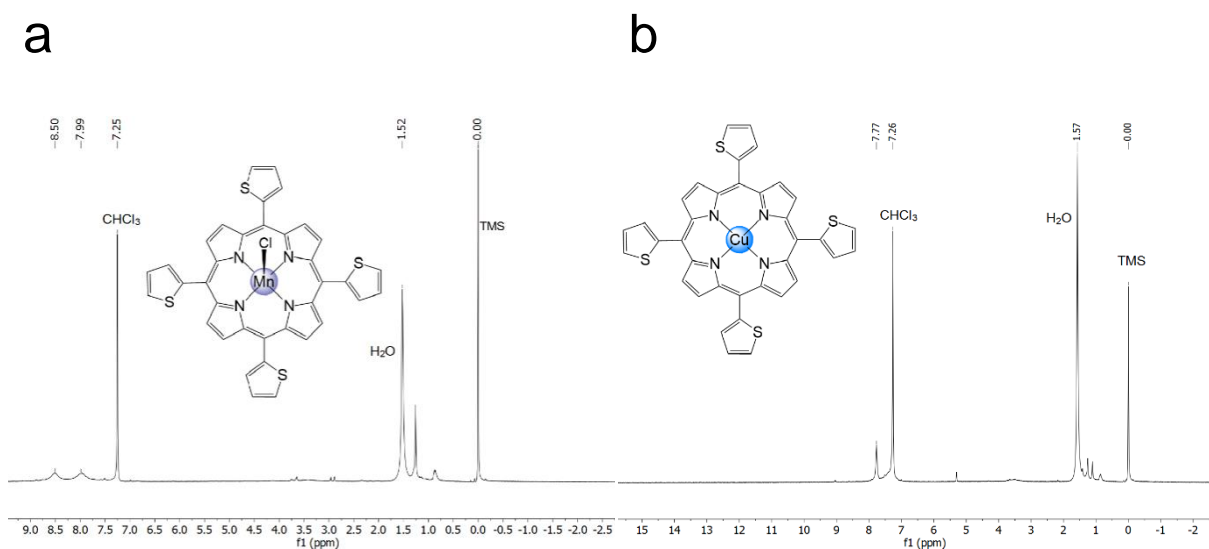 a
b
8.50
7.99
7.25
1.52
0.00
7.77
7.26
1.57
-0.00
CHCl₃
TMS
H₂O
S
S
S
S
Cl
N
N
N
N
Mn
CHCl₃
H₂O
TMS
S
S
S
S
N
N
N
N
Cu
9.0 8.5 8.0 7.5 7.0 6.5 6.0 5.5 5.0 4.5 4.0 3.5 3.0 2.5 2.0 1.5 1.0 0.5 0.0 -0.5 -1.0 -1.5 -2.0 -2.5
f1 (ppm)
15 14 13 12 11 10 9 8 7 6 5 4 3 2 1 0 -1 -2
f1 (ppm)